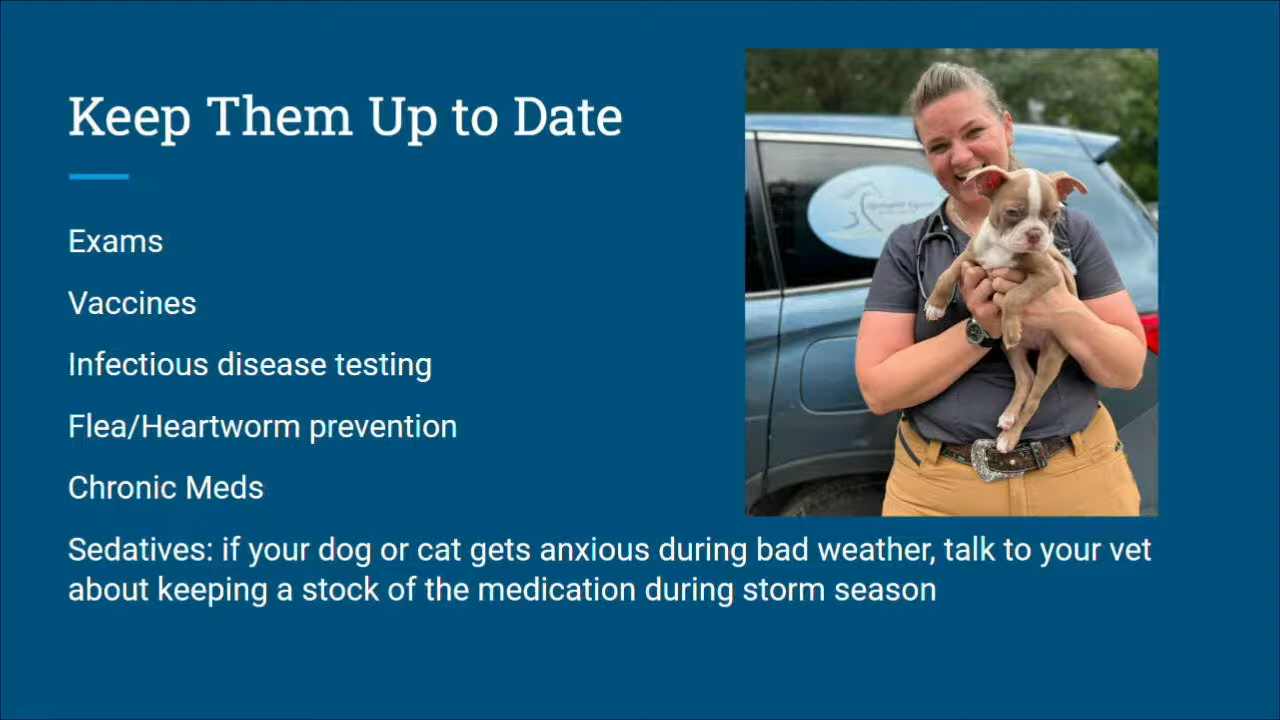 Keep Them Up to Date
Exams
Vaccines
Infectious disease testing
Flea/Heartworm prevention
Chronic Meds
Sedatives: if your dog or cat gets anxious during bad weather, talk to your vet
about keeping a stock of the medication during storm season